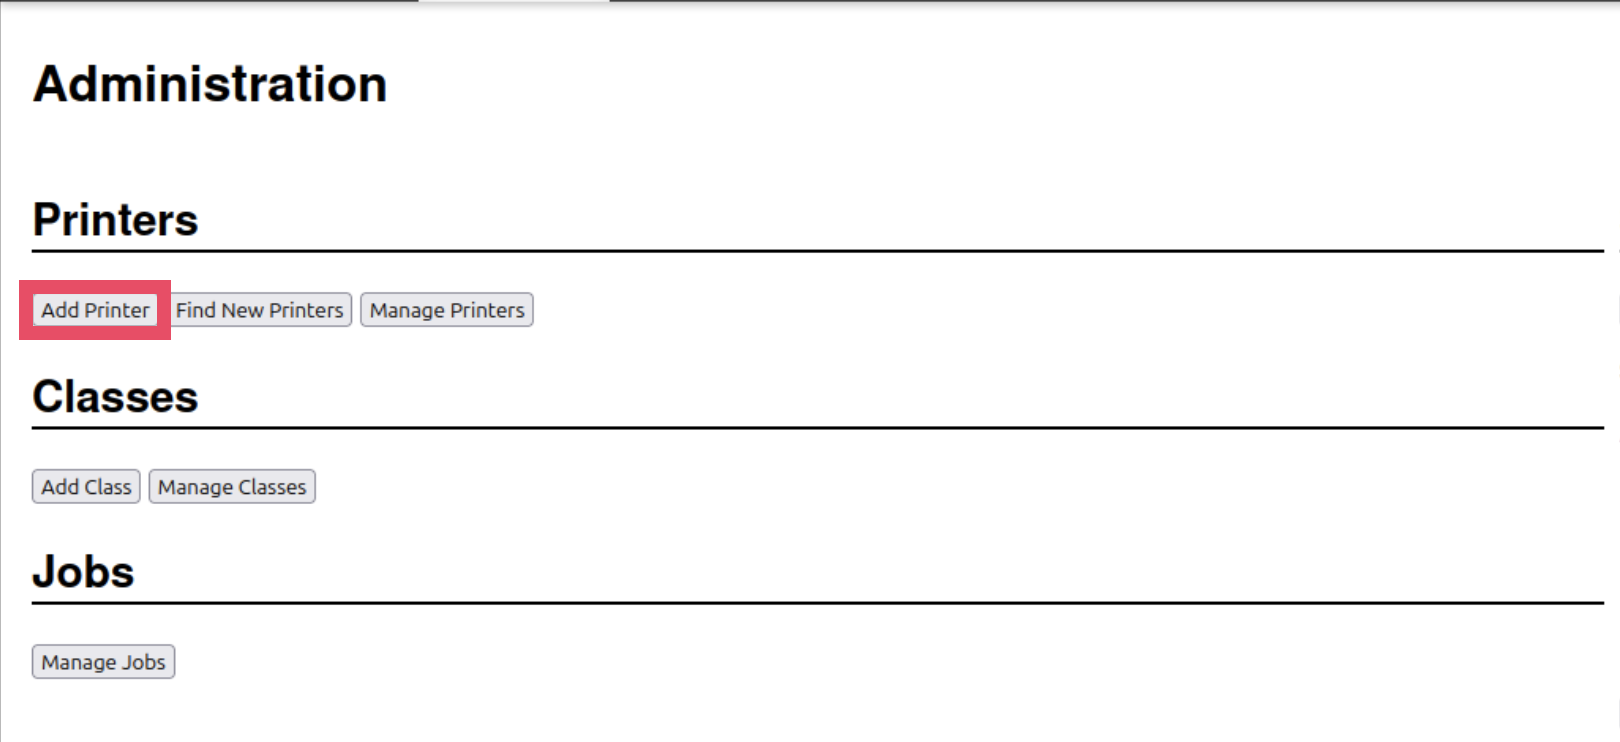 Administration
Printers
Add Printer Find New Printers Manage Printers
Classes
Add Class Manage Classes
Jobs
Manage Jobs